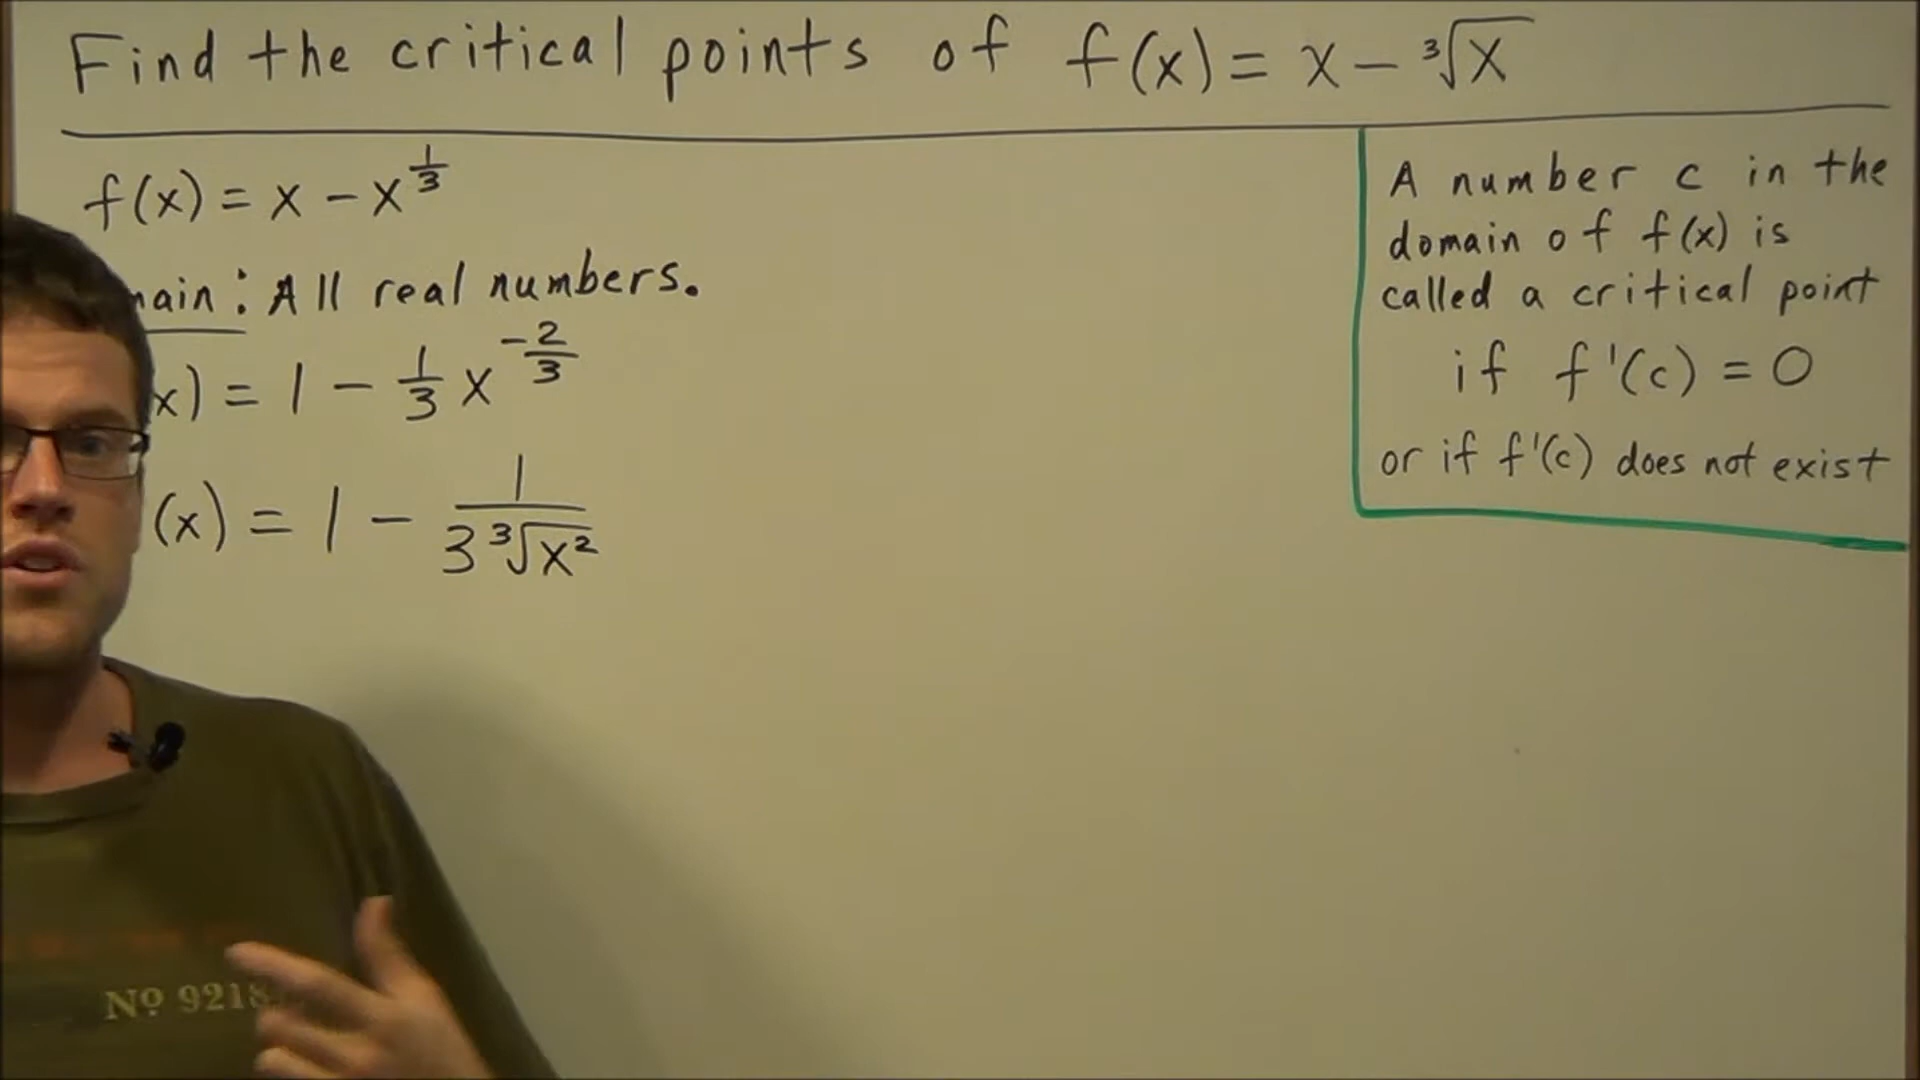 Find the critical points of f(x) = x - ∛x
f(x) = x - x^(1/3)
main: All real numbers.
x) = 1 - 1/3 x^(-2/3)
(x) = 1 - 1/(3∛x²)
A number c in the
domain of f(x) is
called a critical point
if f'(c) = 0
or if f'(c) does not exist
Nº 9218